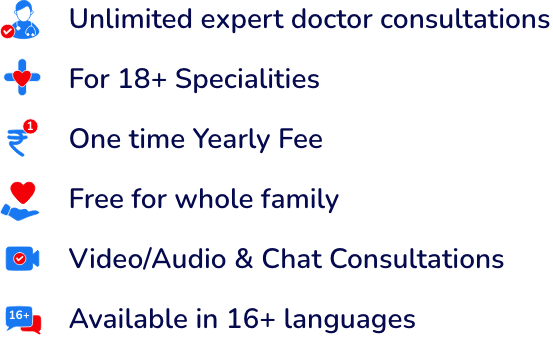 Unlimited expert doctor consultations
For 18+ Specialities
1
One time Yearly Fee
Free for whole family
Video/Audio & Chat Consultations
16+
Available in 16+ languages